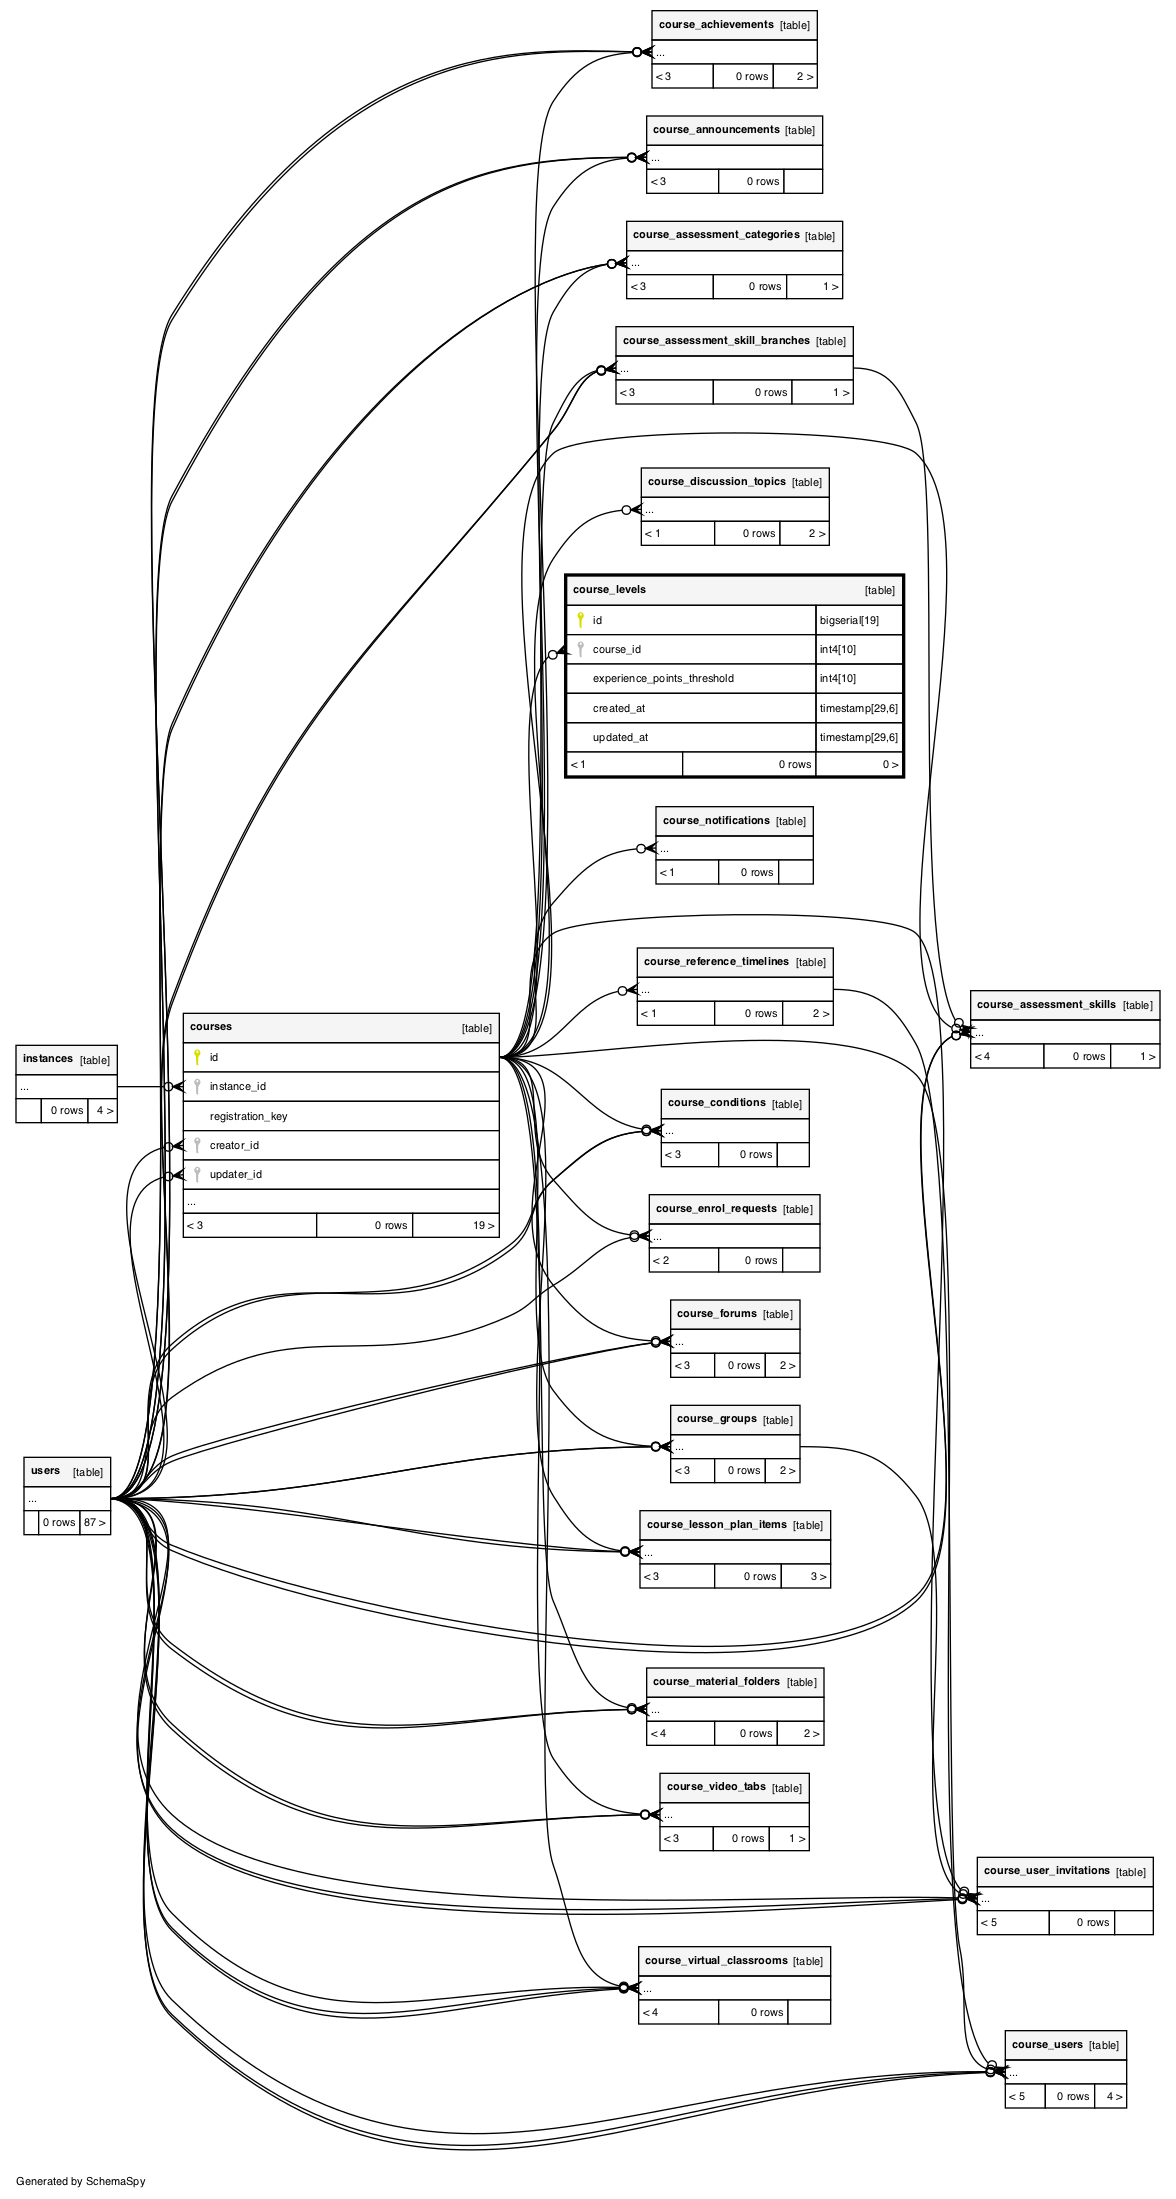 course_achievements [table]
...
< 3 0 rows 2 >
course_announcements [table]
...
< 3 0 rows
course_assessment_categories [table]
...
< 3 0 rows 1 >
course_assessment_skill_branches [table]
...
< 3 0 rows 1 >
course_discussion_topics [table]
...
< 1 0 rows 2 >
course_levels [table]
id bigserial[19]
course_id int4[10]
experience_points_threshold int4[10]
created_at timestamp[29,6]
updated_at timestamp[29,6]
< 1 0 rows 0 >
course_notifications [table]
...
< 1 0 rows
course_reference_timelines [table]
...
< 1 0 rows 2 >
course_assessment_skills [table]
...
< 4 0 rows 1 >
courses [table]
id
instance_id
registration_key
creator_id
updater_id
...
< 3 0 rows 19 >
instances [table]
...
0 rows 4 >
course_conditions [table]
...
< 3 0 rows
course_enrol_requests [table]
...
< 2 0 rows
course_forums [table]
...
< 3 0 rows 2 >
course_groups [table]
...
< 3 0 rows 2 >
users [table]
...
0 rows 87 >
course_lesson_plan_items [table]
...
< 3 0 rows 3 >
course_material_folders [table]
...
< 4 0 rows 2 >
course_video_tabs [table]
...
< 3 0 rows 1 >
course_user_invitations [table]
...
< 5 0 rows
course_virtual_classrooms [table]
...
< 4 0 rows
course_users [table]
...
< 5 0 rows 4 >
Generated by SchemaSpy